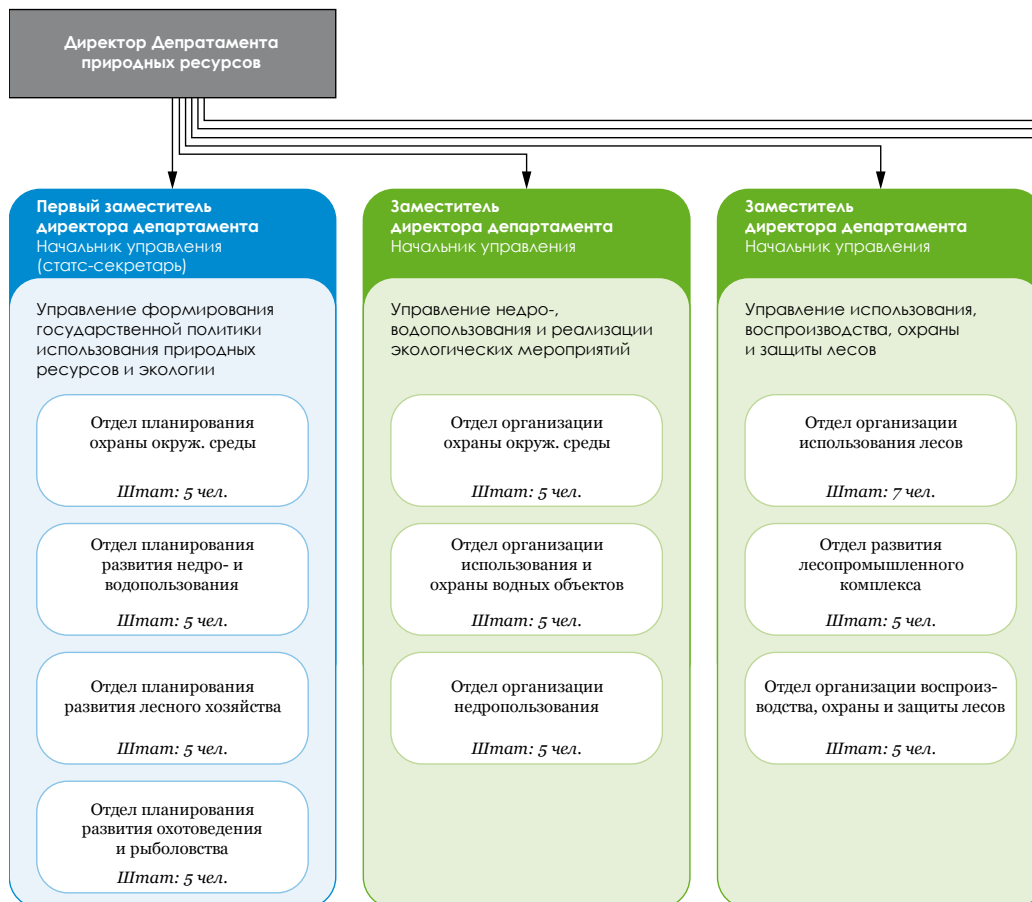 Директор Депратамента
природных ресурсов
Первый заместитель
директора департамента
Начальник управления
(статс-секретарь)
Управление формирования
государственной политики
использования природных
ресурсов и экологии
Отдел планирования
охраны окруж. среды
Штат: 5 чел.
Отдел планирования
развития недро- и
водопользования
Штат: 5 чел.
Отдел планирования
развития лесного хозяйства
Штат: 5 чел.
Отдел планирования
развития охотоведения
и рыболовства
Штат: 5 чел.
Заместитель
директора департамента
Начальник управления
Управление недро-,
водопользования и реализации
экологических мероприятий
Отдел организации
охраны окруж. среды
Штат: 5 чел.
Отдел организации
использования и
охраны водных объектов
Штат: 5 чел.
Отдел организации
недропользования
Штат: 5 чел.
Заместитель
директора департамента
Начальник управления
Управление использования,
воспроизводства, охраны
и защиты лесов
Отдел организации
использования лесов
Штат: 7 чел.
Отдел развития
лесопромышленного
комплекса
Штат: 5 чел.
Отдел организации воспроиз-
водства, охраны и защиты лесов
Штат: 5 чел.